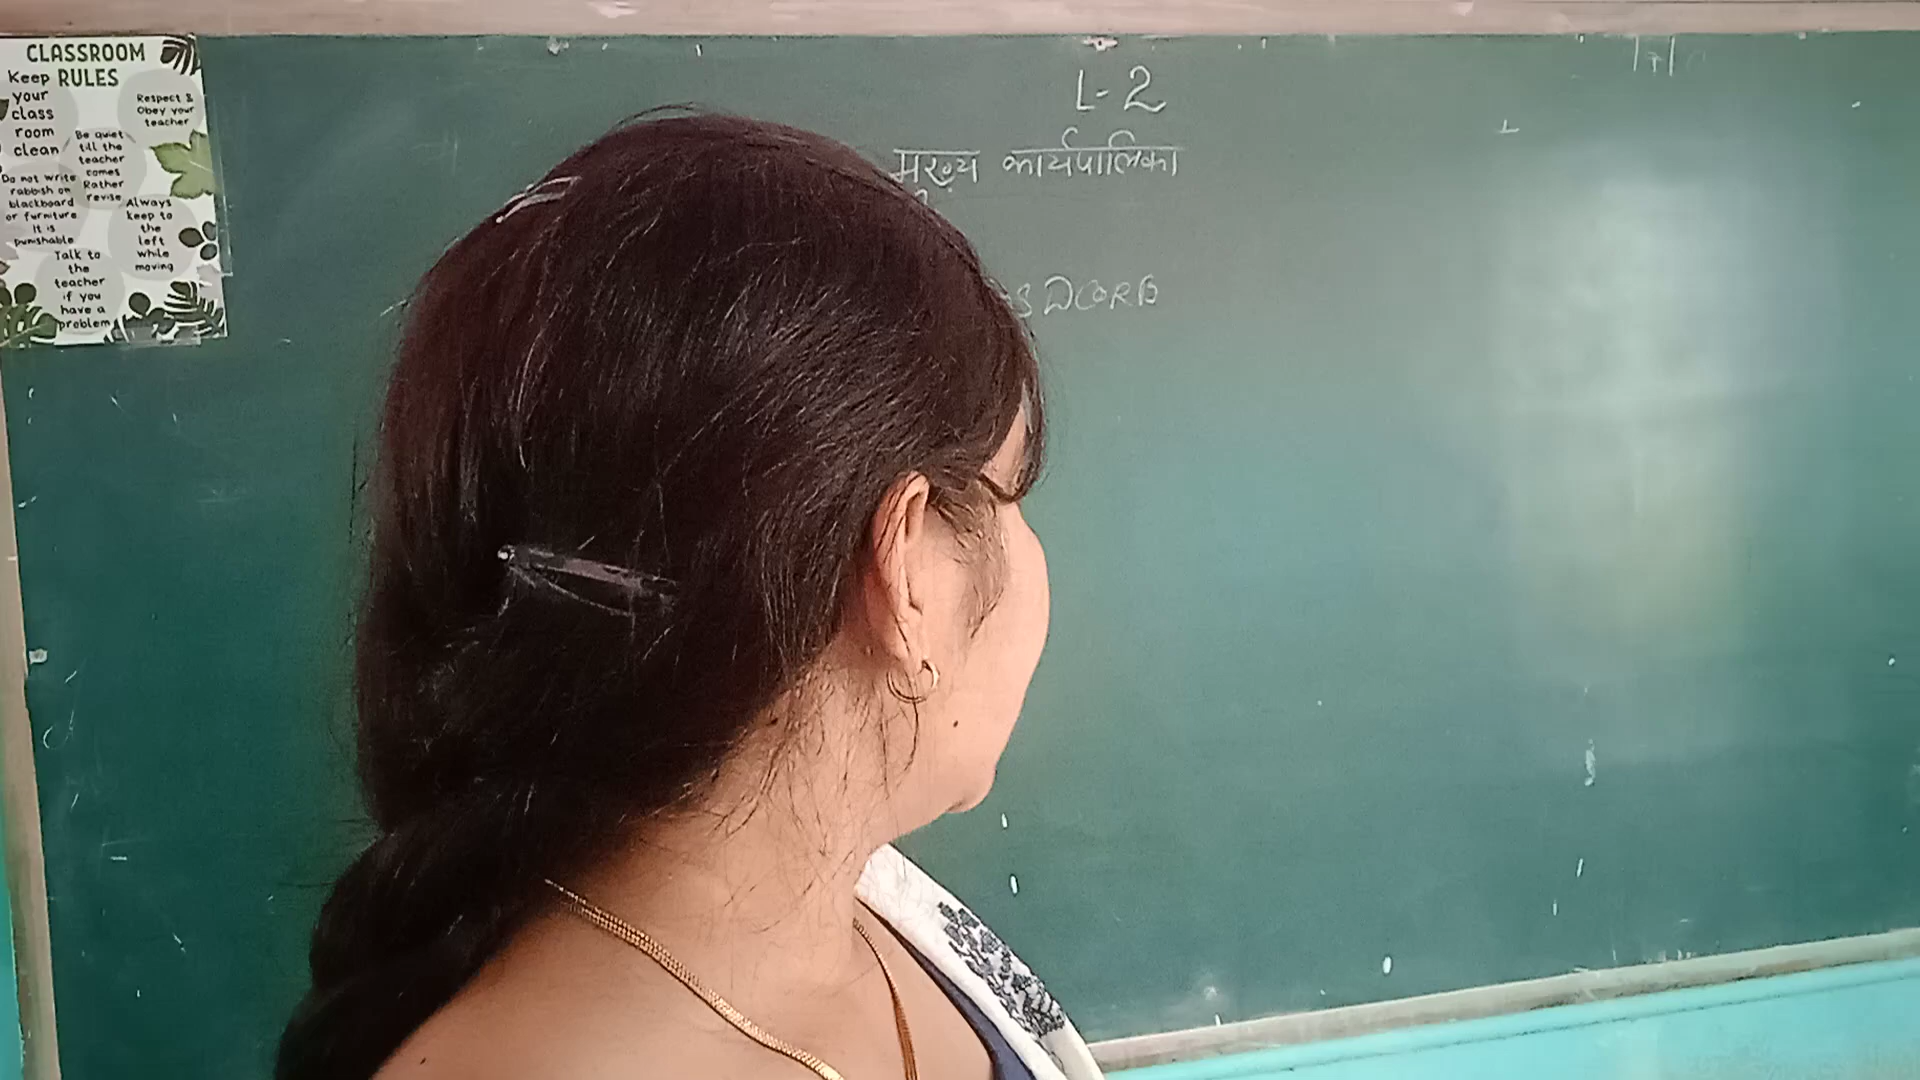 CLASSROOM
RULES
Keep
your
class
room
clean
Respect &
Obey your
teacher
Be quiet
till the
teacher
comes
Rather
revise
Do not write
rabbish on
blackboard
or furniture
It is
punishable
Always
keep to
the
left
while
moving
Talk to
the
teacher
if you
have a
problem
L-2
मुख्य कार्यपालिका